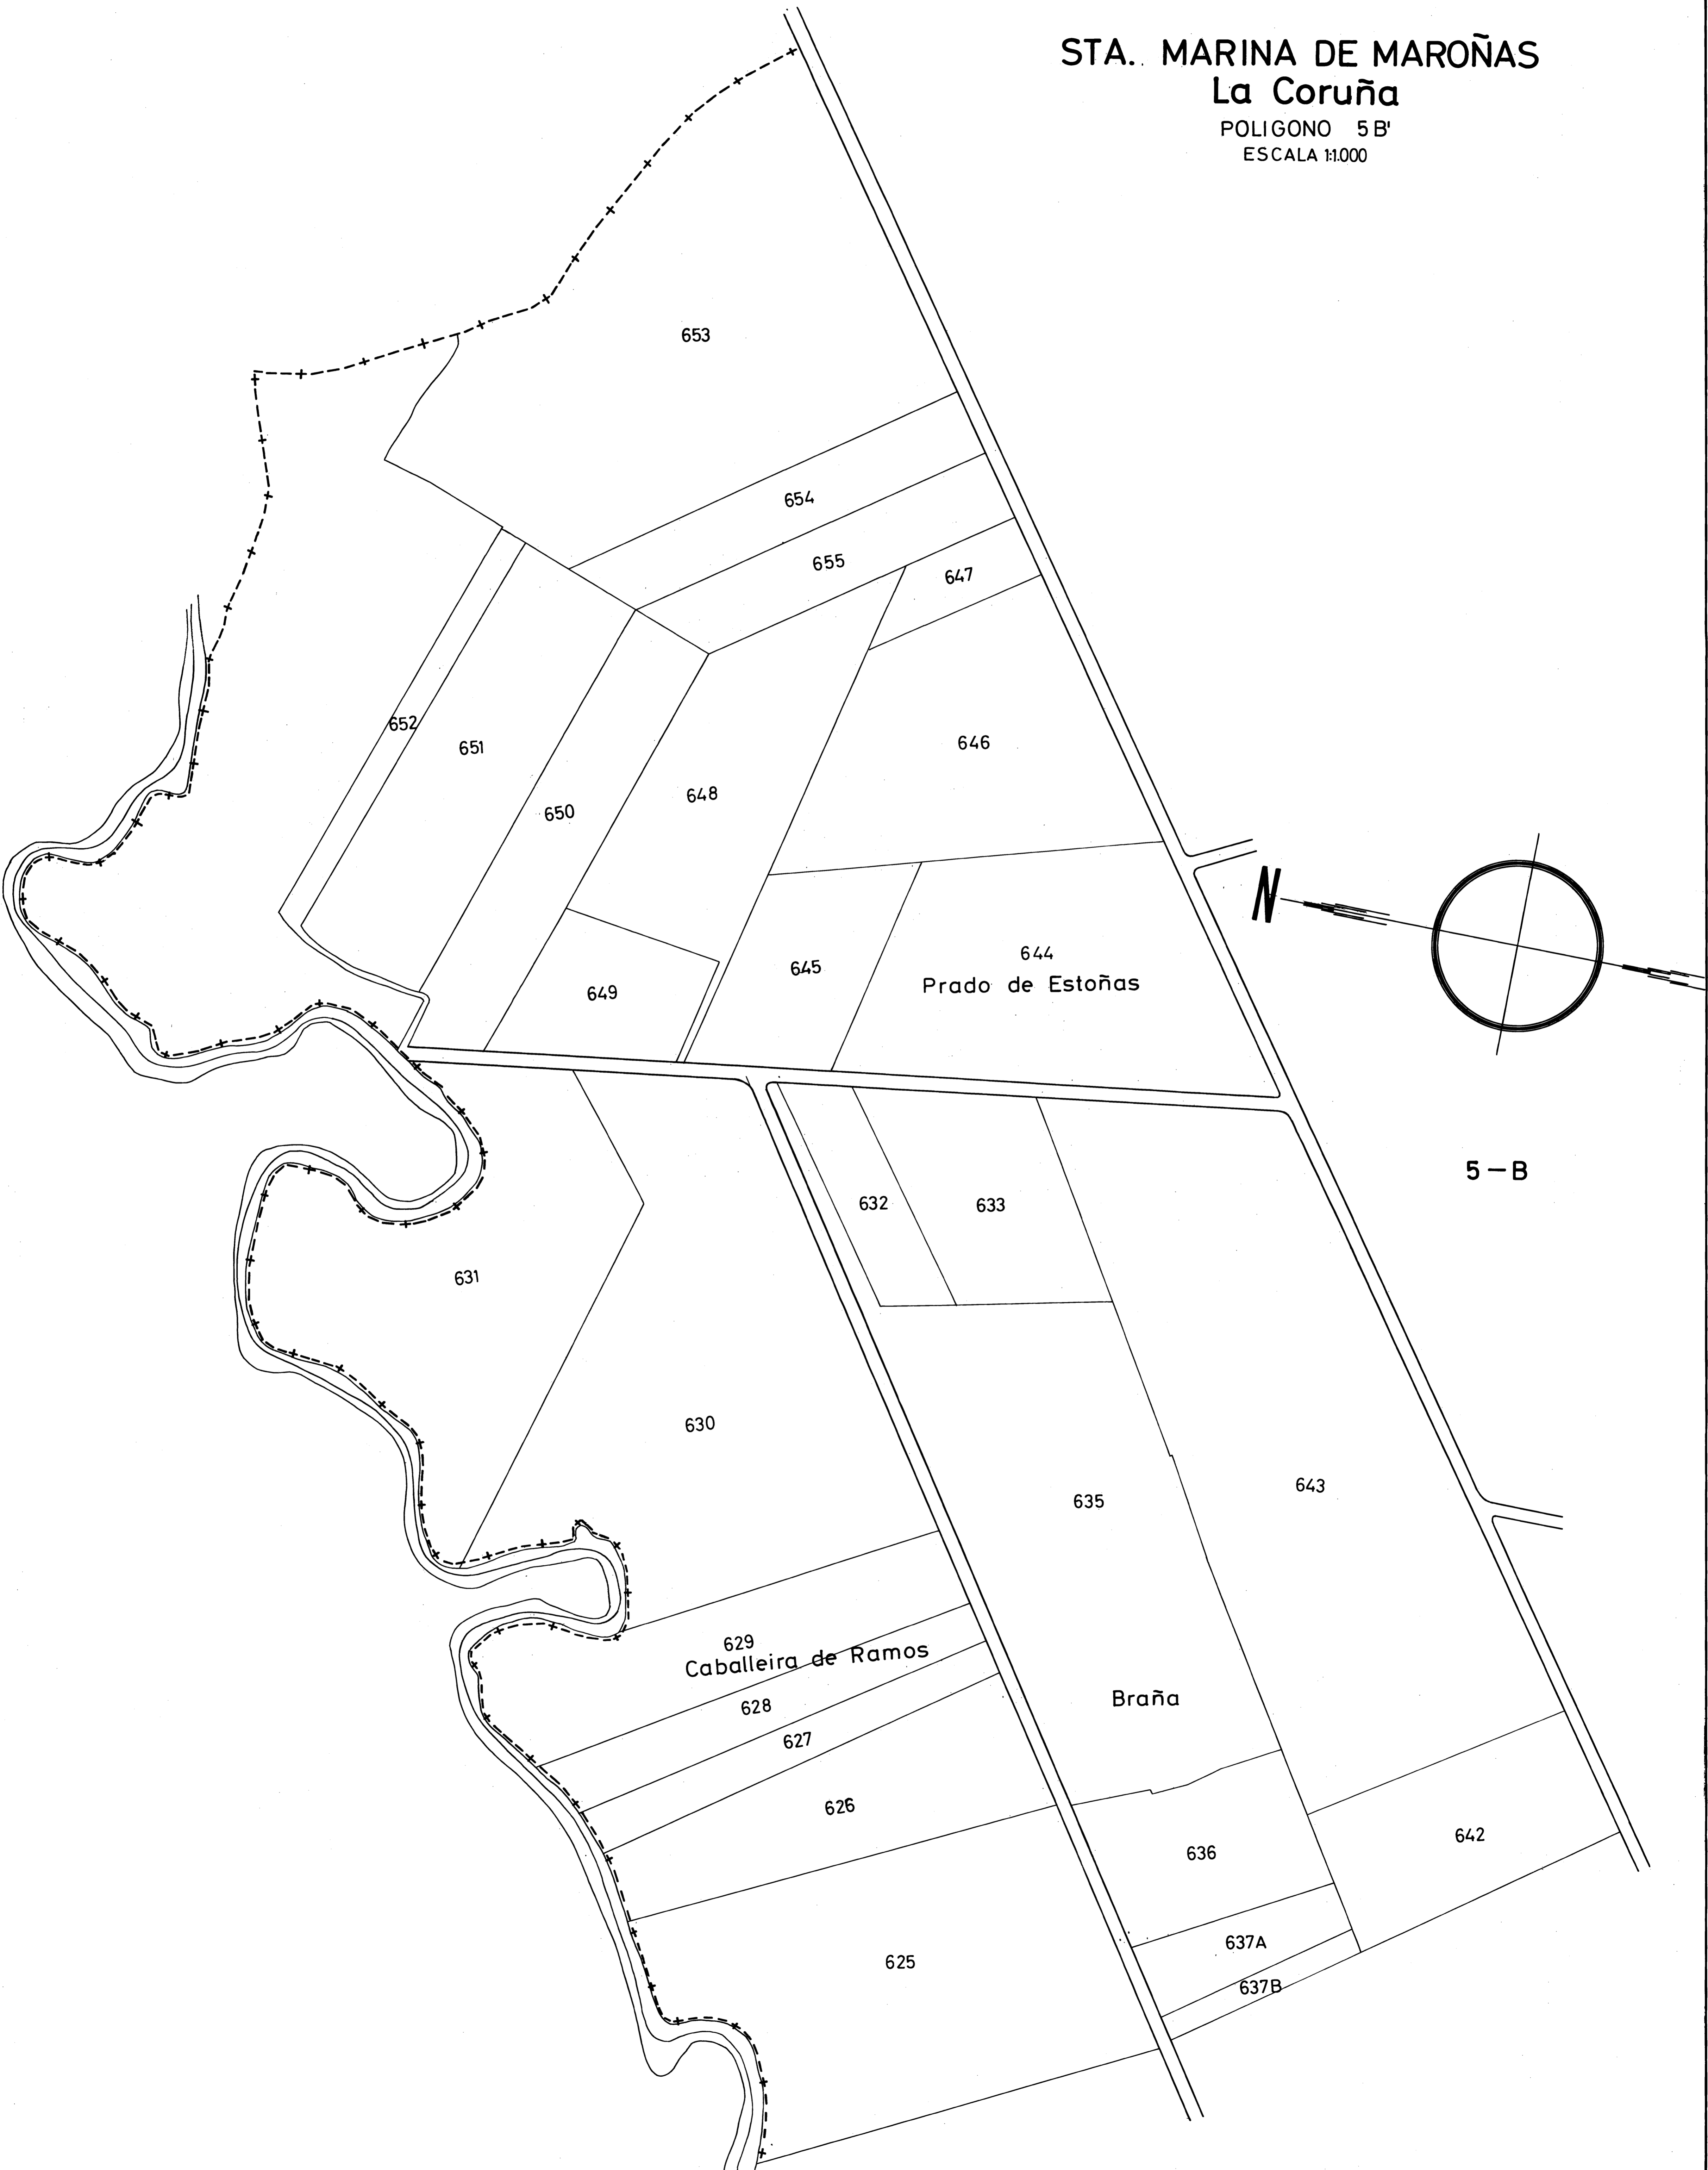 STA. MARINA DE MAROÑAS
La Coruña
POLIGONO 5 B'
ESCALA 1:1.000
653
654
655
647
652
651
646
650
648
N
644
645
Prado de Estoñas
649
5-B
632
633
631
630
643
635
629
Caballeira de Ramos
Braña
628
627
626
642
636
637A
625
637B